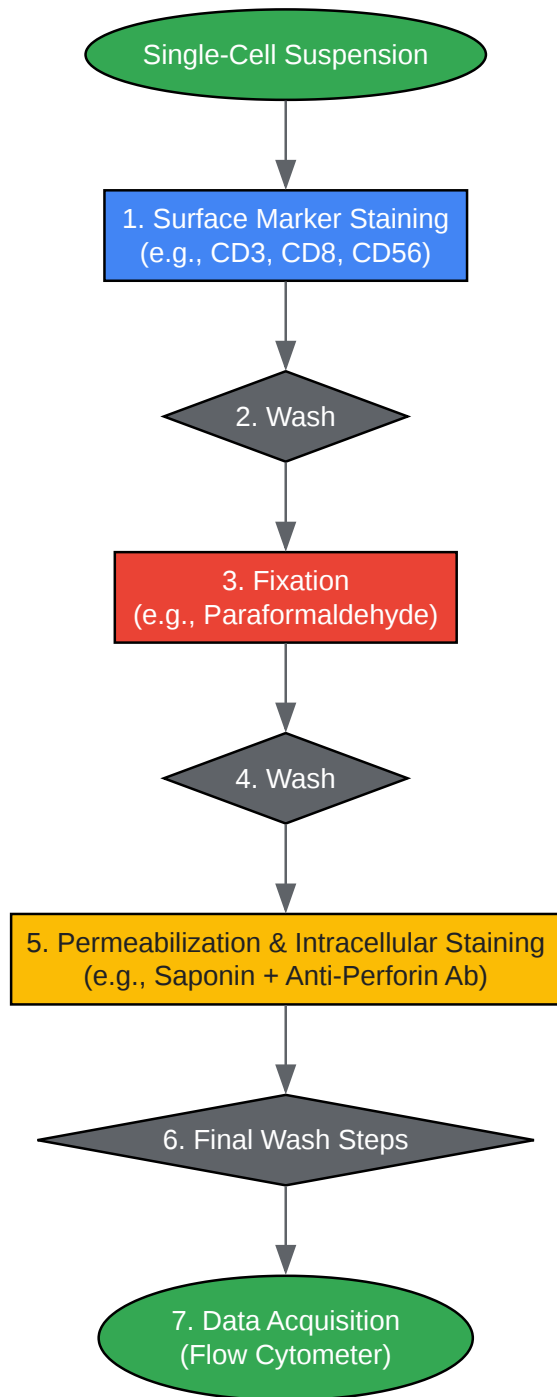 Single-Cell Suspension
1. Surface Marker Staining
(e.g., CD3, CD8, CD56)
2. Wash
3. Fixation
(e.g., Paraformaldehyde)
4. Wash
5. Permeabilization & Intracellular Staining
(e.g., Saponin + Anti-Perforin Ab)
6. Final Wash Steps
7. Data Acquisition
(Flow Cytometer)